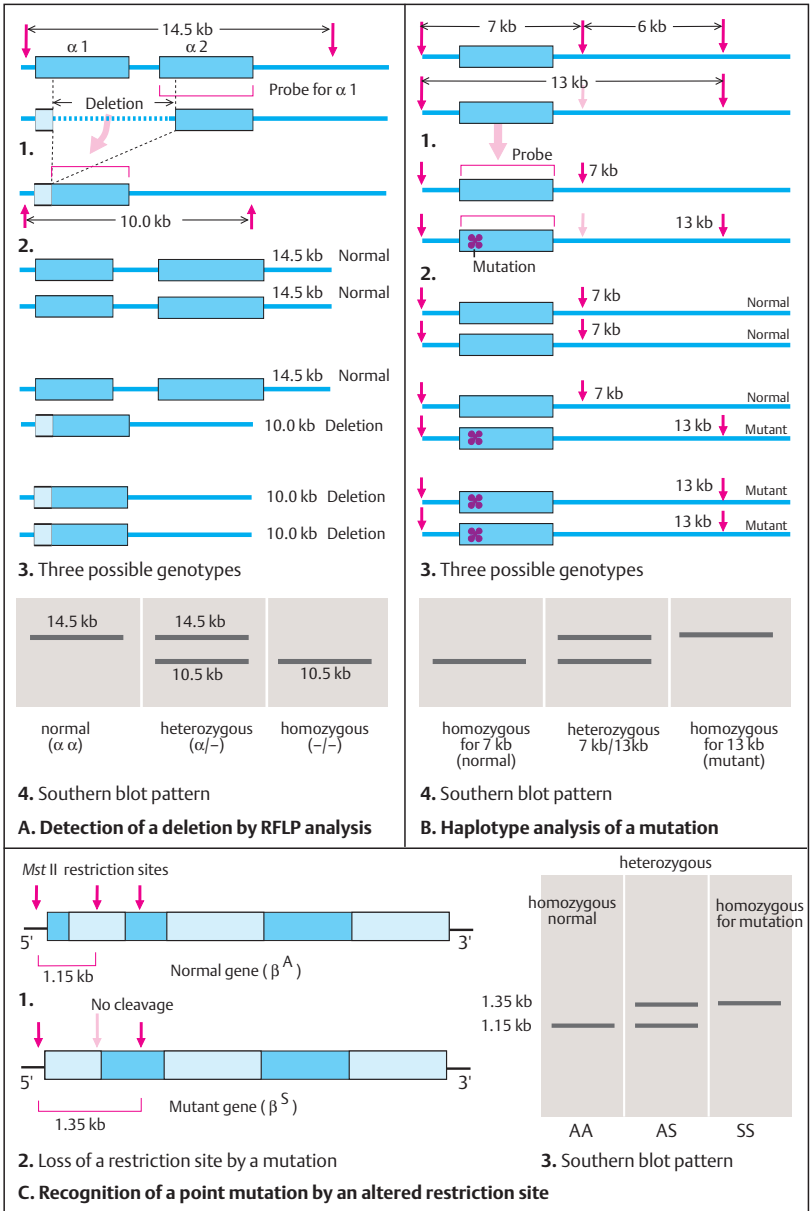 14.5 kb
α 1
α 2
Probe for α 1
Deletion
1.
10.0 kb
2.
14.5 kb Normal
14.5 kb Normal
14.5 kb Normal
10.0 kb Deletion
10.0 kb Deletion
10.0 kb Deletion
3. Three possible genotypes
14.5 kb
14.5 kb
10.5 kb
10.5 kb
normal
(α α)
heterozygous
(α/–)
homozygous
(–/–)
4. Southern blot pattern
A. Detection of a deletion by RFLP analysis
7 kb
6 kb
13 kb
1.
Probe
7 kb
13 kb
Mutation
2.
7 kb
Normal
7 kb
Normal
7 kb
Normal
13 kb
Mutant
13 kb
Mutant
13 kb
Mutant
3. Three possible genotypes
homozygous
for 7 kb
(normal)
heterozygous
7 kb/13kb
homozygous
for 13 kb
(mutant)
4. Southern blot pattern
B. Haplotype analysis of a mutation
Mst II restriction sites
5'
3'
1.15 kb
Normal gene (β^A)
1.
No cleavage
5'
3'
Mutant gene (β^S)
1.35 kb
2. Loss of a restriction site by a mutation
heterozygous
homozygous
normal
homozygous
for mutation
1.35 kb
1.15 kb
AA
AS
SS
3. Southern blot pattern
C. Recognition of a point mutation by an altered restriction site